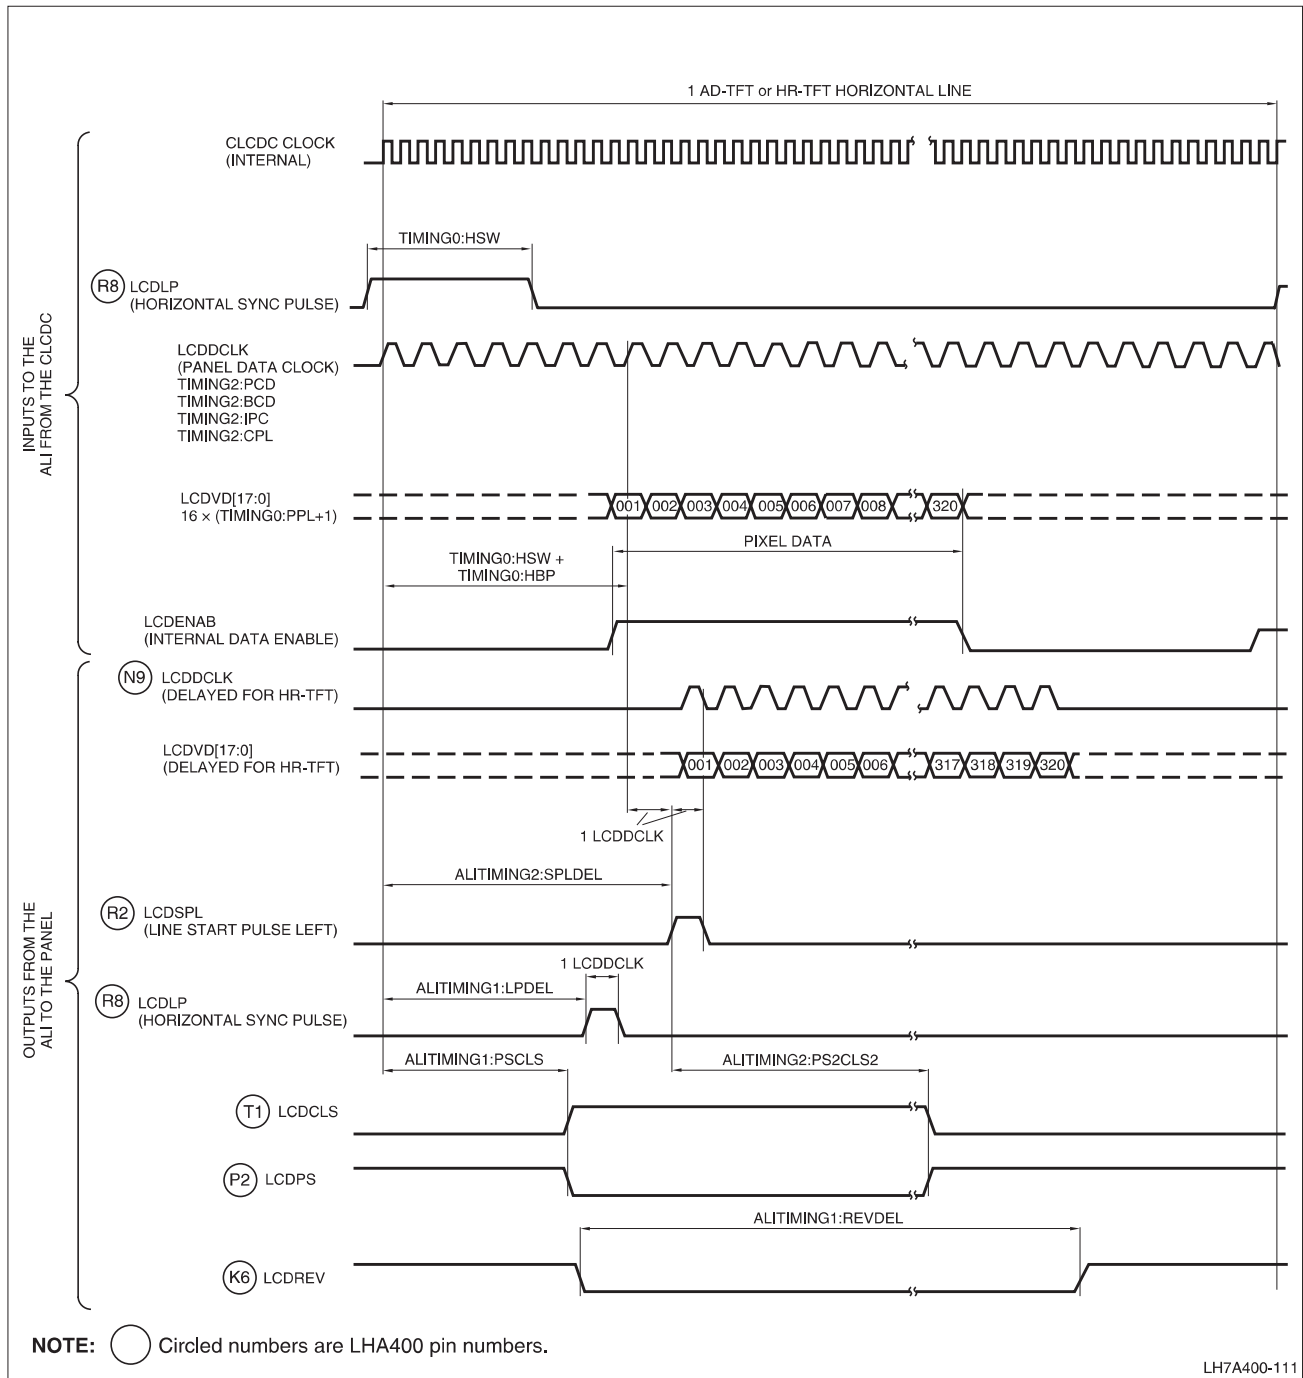 1 AD-TFT or HR-TFT HORIZONTAL LINE
CLCDC CLOCK
(INTERNAL)
TIMING0:HSW
R8
LCDLP
(HORIZONTAL SYNC PULSE)
INPUTS TO THE
ALI FROM THE CLCDC
LCDDCLK
(PANEL DATA CLOCK)
TIMING2:PCD
TIMING2:BCD
TIMING2:IPC
TIMING2:CPL
LCDVD[17:0]
16 × (TIMING0:PPL+1)
001 002 003 004 005 006 007 008 320
PIXEL DATA
TIMING0:HSW +
TIMING0:HBP
LCDENAB
(INTERNAL DATA ENABLE)
N9
LCDDCLK
(DELAYED FOR HR-TFT)
LCDVD[17:0]
(DELAYED FOR HR-TFT)
001 002 003 004 005 006 317 318 319 320
1 LCDDCLK
ALITIMING2:SPLDEL
OUTPUTS FROM THE
ALI TO THE PANEL
R2
LCDSPL
(LINE START PULSE LEFT)
1 LCDDCLK
ALITIMING1:LPDEL
R8
LCDLP
(HORIZONTAL SYNC PULSE)
ALITIMING1:PSCLS
ALITIMING2:PS2CLS2
T1
LCDCLS
P2
LCDPS
ALITIMING1:REVDEL
K6
LCDREV
NOTE: Circled numbers are LHA400 pin numbers.
LH7A400-111